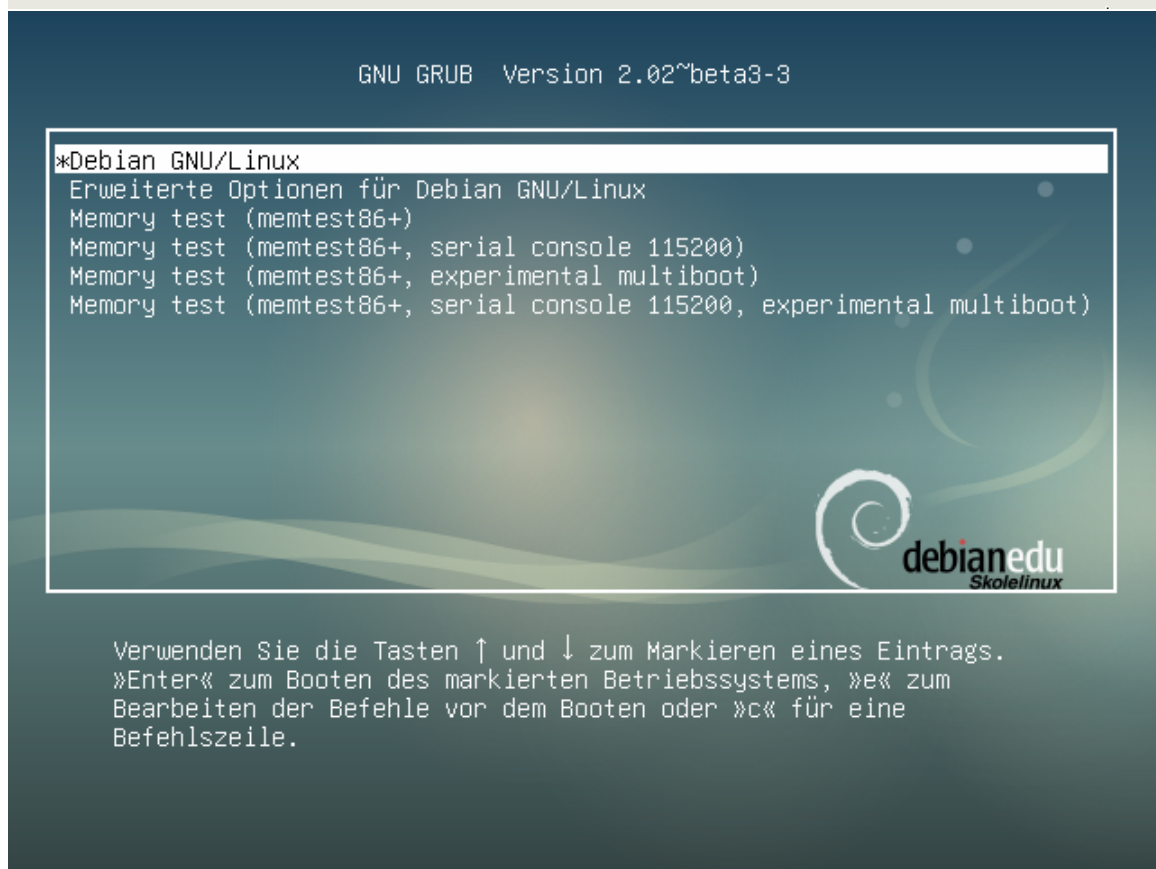 GNU GRUB  Version 2.02~beta3-3
*Debian GNU/Linux
Erweiterte Optionen für Debian GNU/Linux
Memory test (memtest86+)
Memory test (memtest86+, serial console 115200)
Memory test (memtest86+, experimental multiboot)
Memory test (memtest86+, serial console 115200, experimental multiboot)
debianedu
Skolelinux
Verwenden Sie die Tasten ↑ und ↓ zum Markieren eines Eintrags.
»Enter« zum Booten des markierten Betriebssystems, »e« zum
Bearbeiten der Befehle vor dem Booten oder »c« für eine
Befehlszeile.